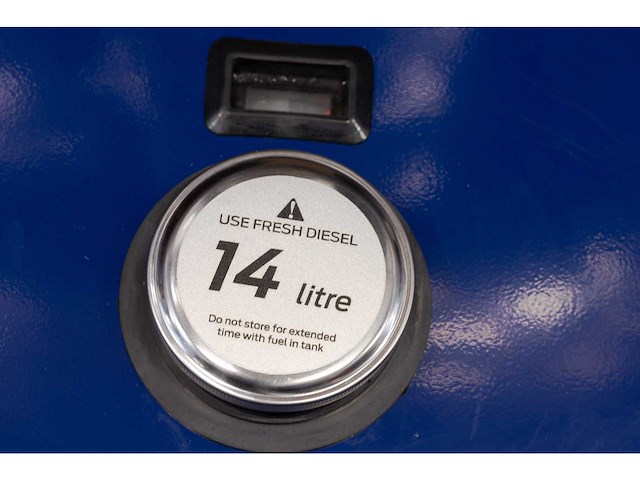 USE FRESH DIESEL
14 litre
Do not store for extended
time with fuel in tank